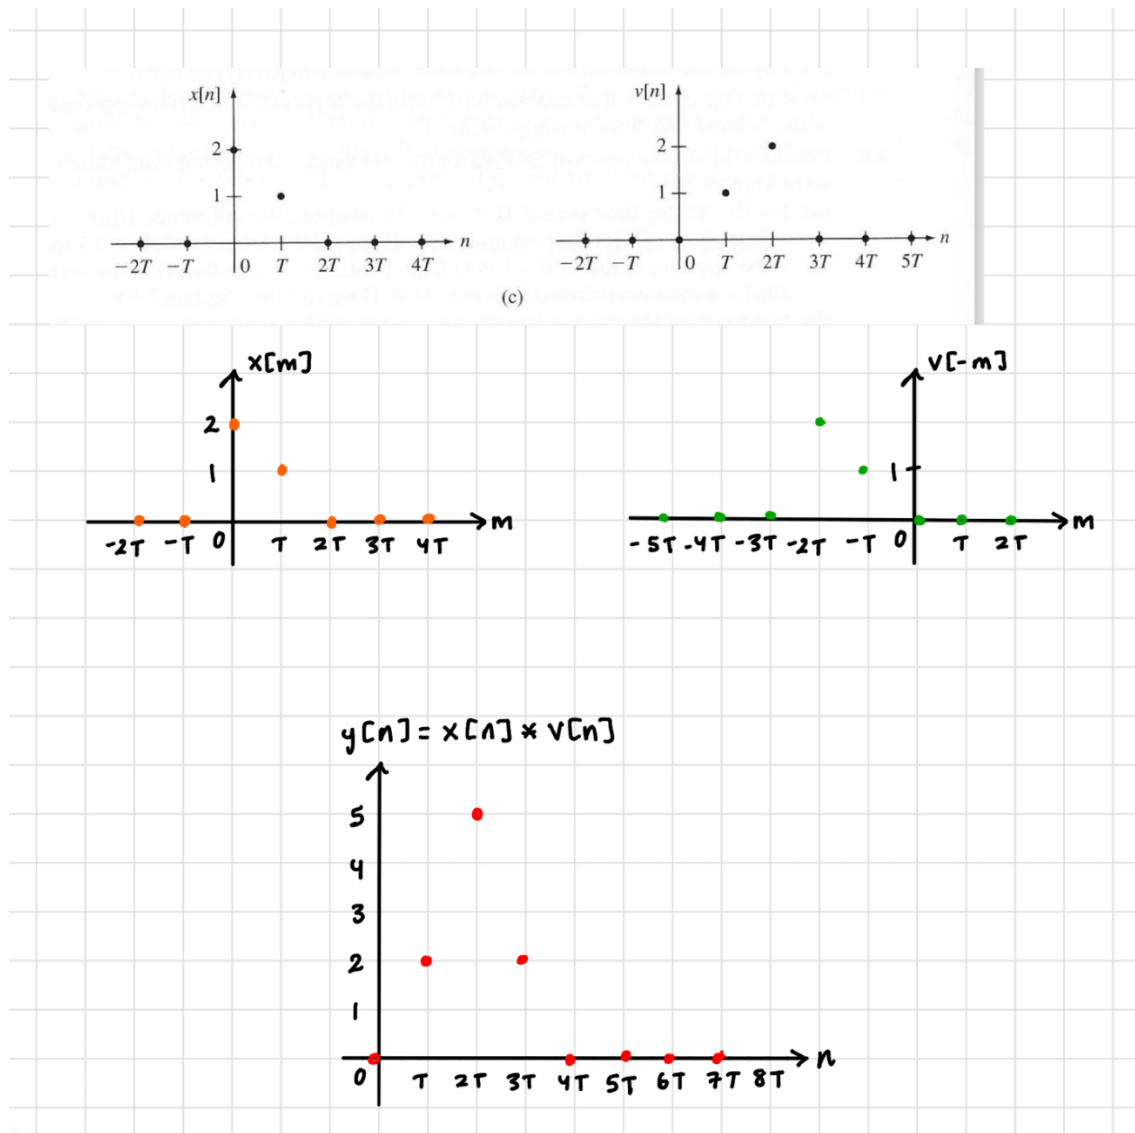 x[n]
2
1
−2T −T 0 T 2T 3T 4T n
v[n]
2
1
−2T −T 0 T 2T 3T 4T 5T n
(c)
x[m]
2
1
-2T -T 0 T 2T 3T 4T m
v[-m]
1
-5T -4T -3T -2T -T 0 T 2T m
y[n] = x[n] * v[n]
5
4
3
2
1
0 T 2T 3T 4T 5T 6T 7T 8T n